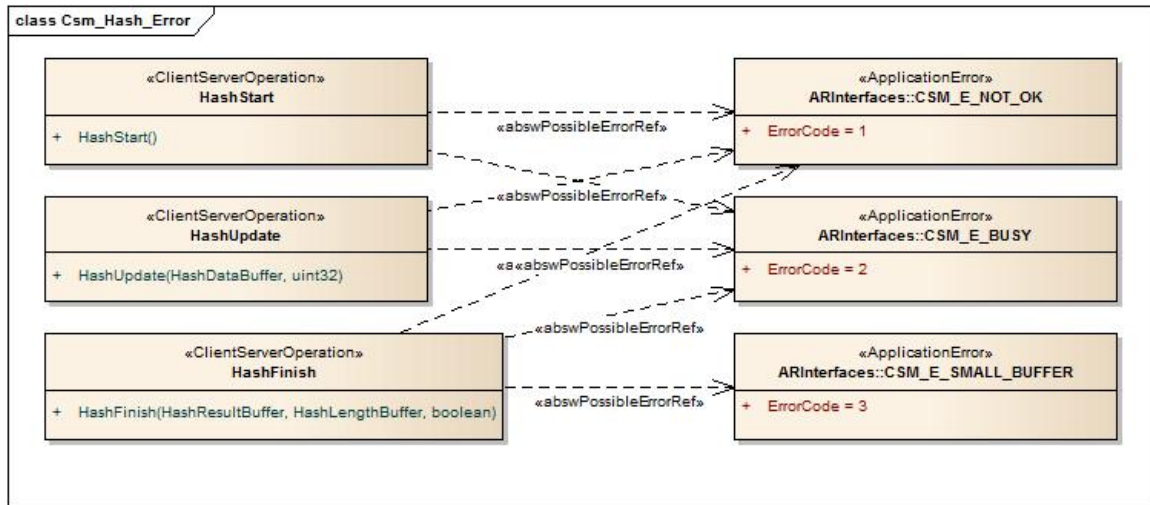 class Csm_Hash_Error
«ClientServerOperation»
HashStart
+ HashStart()
«ApplicationError»
ARInterfaces::CSM_E_NOT_OK
+ ErrorCode = 1
«abswPossibleErrorRef»
«abswPossibleErrorRef»
«ClientServerOperation»
HashUpdate
+ HashUpdate(HashDataBuffer, uint32)
«ApplicationError»
ARInterfaces::CSM_E_BUSY
+ ErrorCode = 2
«a«abswPossibleErrorRef»
«abswPossibleErrorRef»
«ClientServerOperation»
HashFinish
+ HashFinish(HashResultBuffer, HashLengthBuffer, boolean)
«ApplicationError»
ARInterfaces::CSM_E_SMALL_BUFFER
+ ErrorCode = 3
«abswPossibleErrorRef»